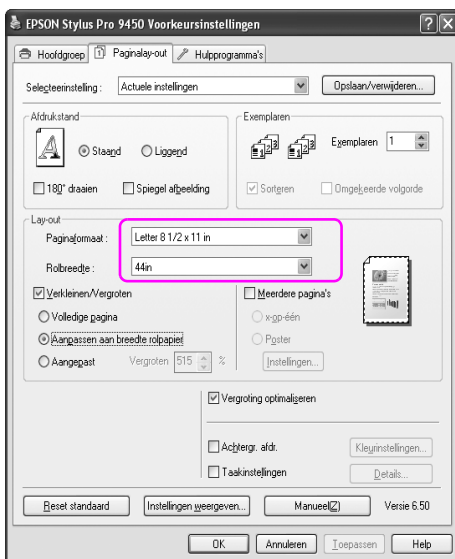 EPSON Stylus Pro 9450 Voorkeursinstellingen
Hoofdgroep Paginalay-out Hulpprogramma's
Selecteerinstelling : Actuele instellingen Opslaan/verwijderen...
Afdrukstand Exemplaren
Staand Liggend Exemplaren 1
180° draaien Spiegel afbeelding Sorteren Omgekeerde volgorde
Lay-out
Paginaformaat : Letter 8 1/2 x 11 in
Rolbreedte : 44in
Verkleinen/Vergroten Meerdere pagina's
Volledige pagina x-op-één
Aanpassen aan breedte rolpapier Poster
Aangepast Vergroten 515 % Instellingen...
Vergroting optimaliseren
Achtergr. afdr. Kleurinstellingen...
Taakinstellingen Details...
Reset standaard Instellingen weergeven... Manueel(Z) Versie 6.50
OK Annuleren Toepassen Help